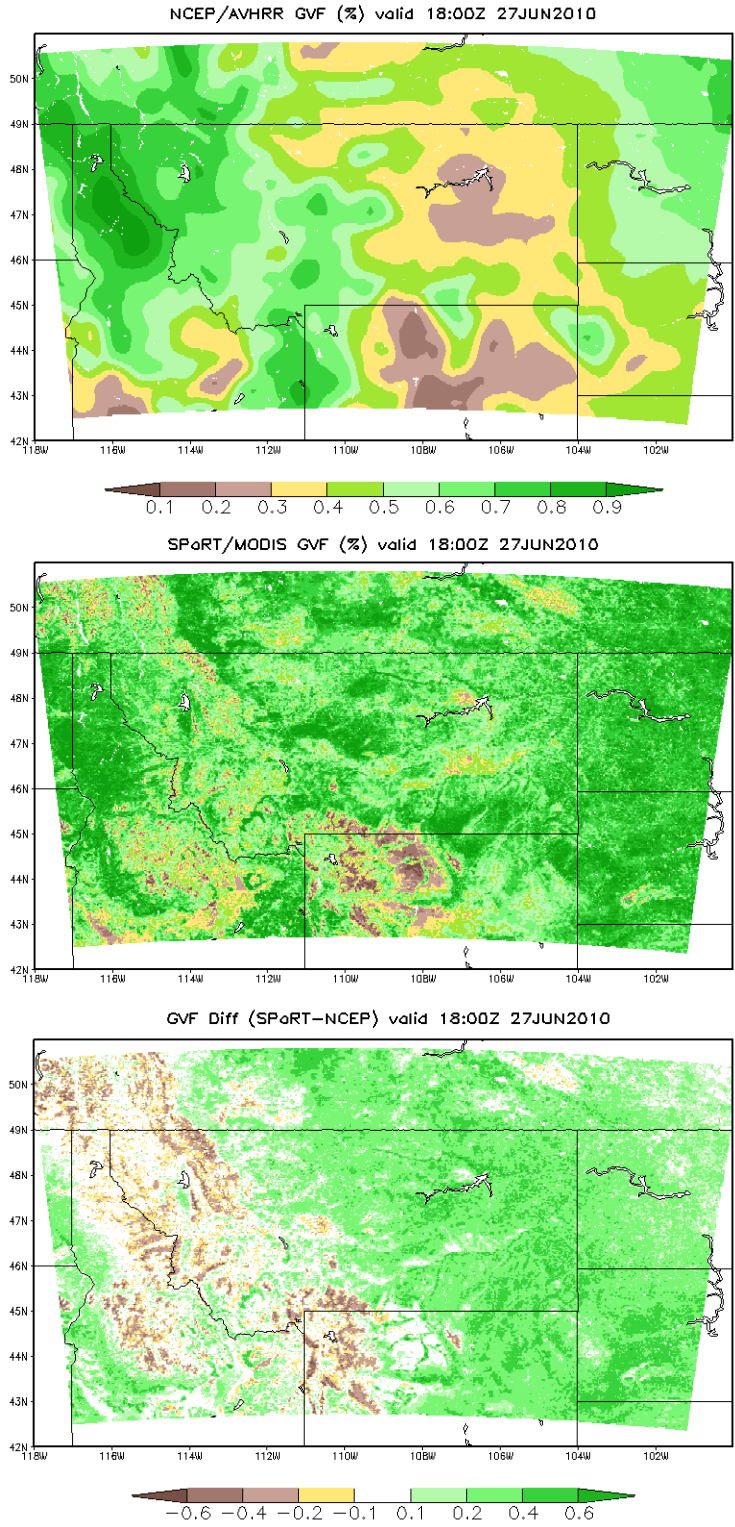 NCEP/AVHRR GVF (%) valid 18:00Z 27JUN2010
50N
49N
48N
47N
46N
45N
44N
43N
42N
118W 116W 114W 112W 110W 108W 106W 104W 102W
0.1 0.2 0.3 0.4 0.5 0.6 0.7 0.8 0.9
SPoRT/MODIS GVF (%) valid 18:00Z 27JUN2010
50N
49N
48N
47N
46N
45N
44N
43N
42N
118W 116W 114W 112W 110W 108W 106W 104W 102W
GVF Diff (SPoRT-NCEP) valid 18:00Z 27JUN2010
50N
49N
48N
47N
46N
45N
44N
43N
42N
118W 116W 114W 112W 110W 108W 106W 104W 102W
-0.6 -0.4 -0.2 -0.1 0.1 0.2 0.4 0.6